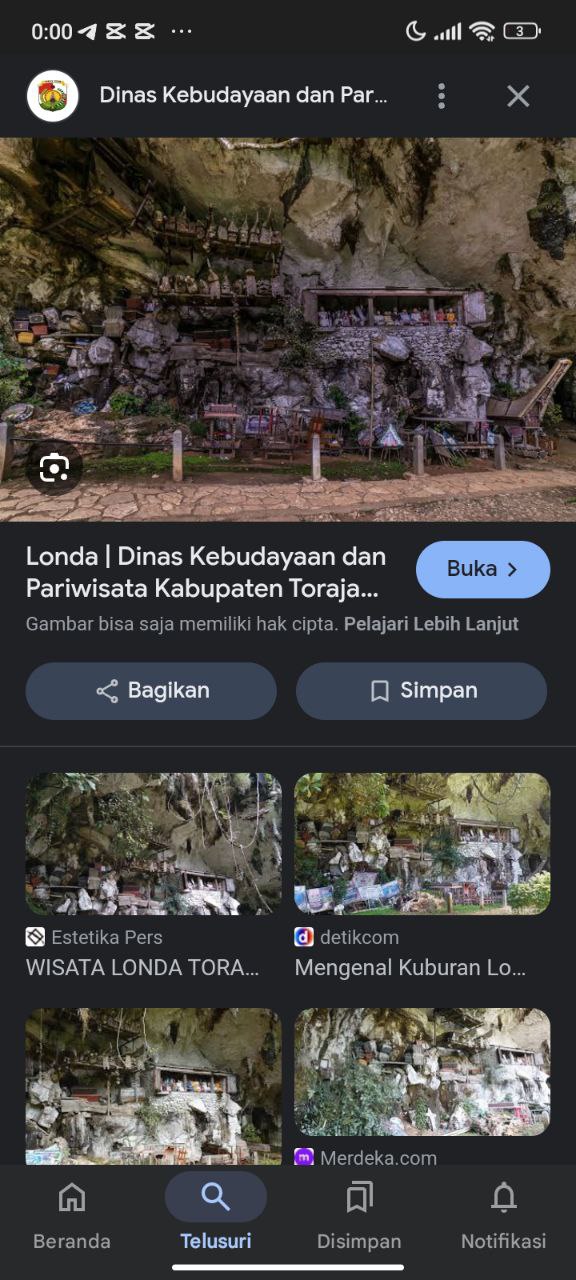 0:00
3
Dinas Kebudayaan dan Par...
Londa | Dinas Kebudayaan dan
Pariwisata Kabupaten Toraja...
Buka
Gambar bisa saja memiliki hak cipta. Pelajari Lebih Lanjut
Bagikan
Simpan
Estetika Pers
WISATA LONDA TORA...
detikcom
Mengenal Kuburan Lo...
Merdeka.com
Beranda
Telusuri
Disimpan
Notifikasi